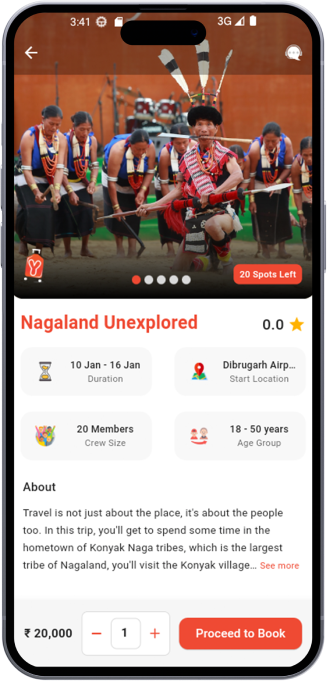 3:41
3G
20 Spots Left
Nagaland Unexplored
0.0
10 Jan - 16 Jan
Duration
Dibrugarh Airp...
Start Location
20 Members
Crew Size
18 - 50 years
Age Group
About
Travel is not just about the place, it's about the people
too. In this trip, you'll get to spend some time in the
hometown of Konyak Naga tribes, which is the largest
tribe of Nagaland, you'll visit the Konyak village... See more
₹ 20,000
− 1 +
Proceed to Book